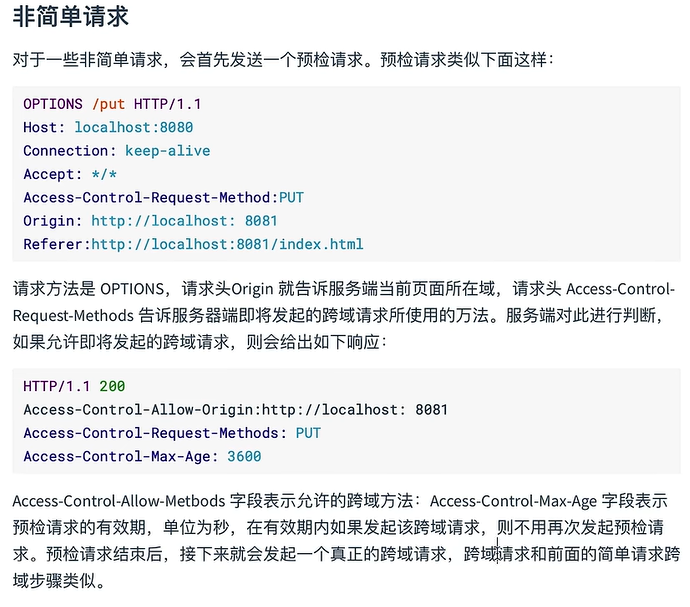 非简单请求
对于一些非简单请求，会首先发送一个预检请求。预检请求类似下面这样：
OPTIONS /put HTTP/1.1
Host: localhost:8080
Connection: keep-alive
Accept: */*
Access-Control-Request-Method:PUT
Origin: http://localhost: 8081
Referer:http://localhost:8081/index.html
请求方法是 OPTIONS，请求头Origin 就告诉服务端当前页面所在域，请求头 Access-Control-
Request-Methods 告诉服务器端即将发起的跨域请求所使用的万法。服务端对此进行判断，
如果允许即将发起的跨域请求，则会给出如下响应：
HTTP/1.1 200
Access-Control-Allow-Origin:http://localhost: 8081
Access-Control-Request-Methods: PUT
Access-Control-Max-Age: 3600
Access-Control-Allow-Metbods 字段表示允许的跨域方法：Access-Control-Max-Age 字段表示
预检请求的有效期，单位为秒，在有效期内如果发起该跨域请求，则不用再次发起预检请
求。预检请求结束后，接下来就会发起一个真正的跨域请求，跨域请求和前面的简单请求跨
域步骤类似。